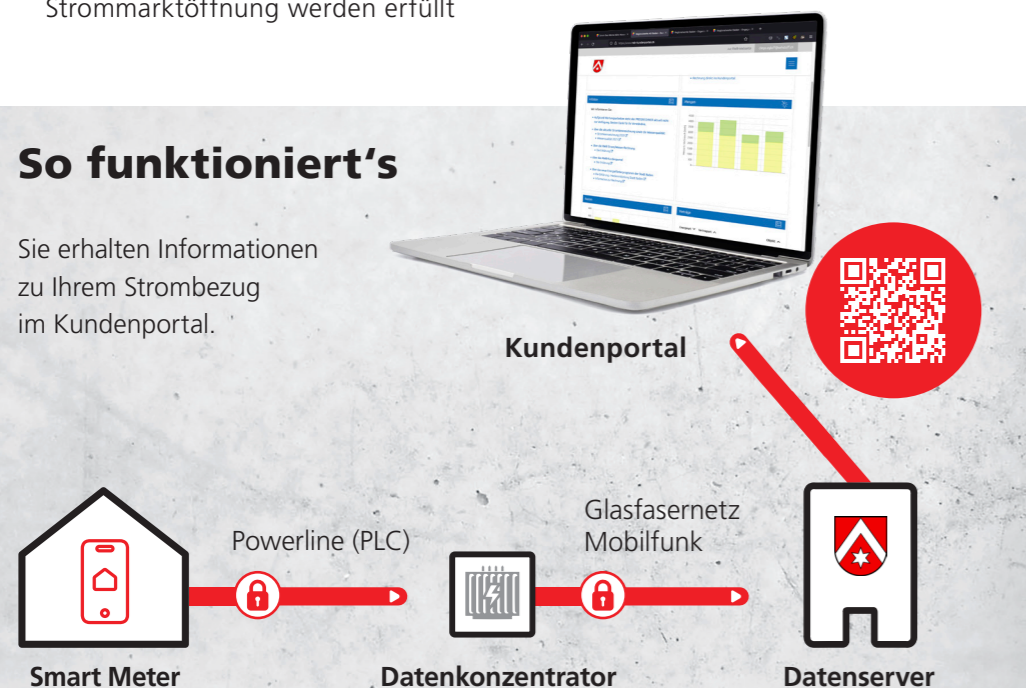 Strommarktöffnung werden erfüllt
So funktioniert‘s
Sie erhalten Informationen
zu Ihrem Strombezug
im Kundenportal.
Kundenportal
Powerline (PLC)
Glasfasernetz
Mobilfunk
Smart Meter
Datenkonzentrator
Datenserver